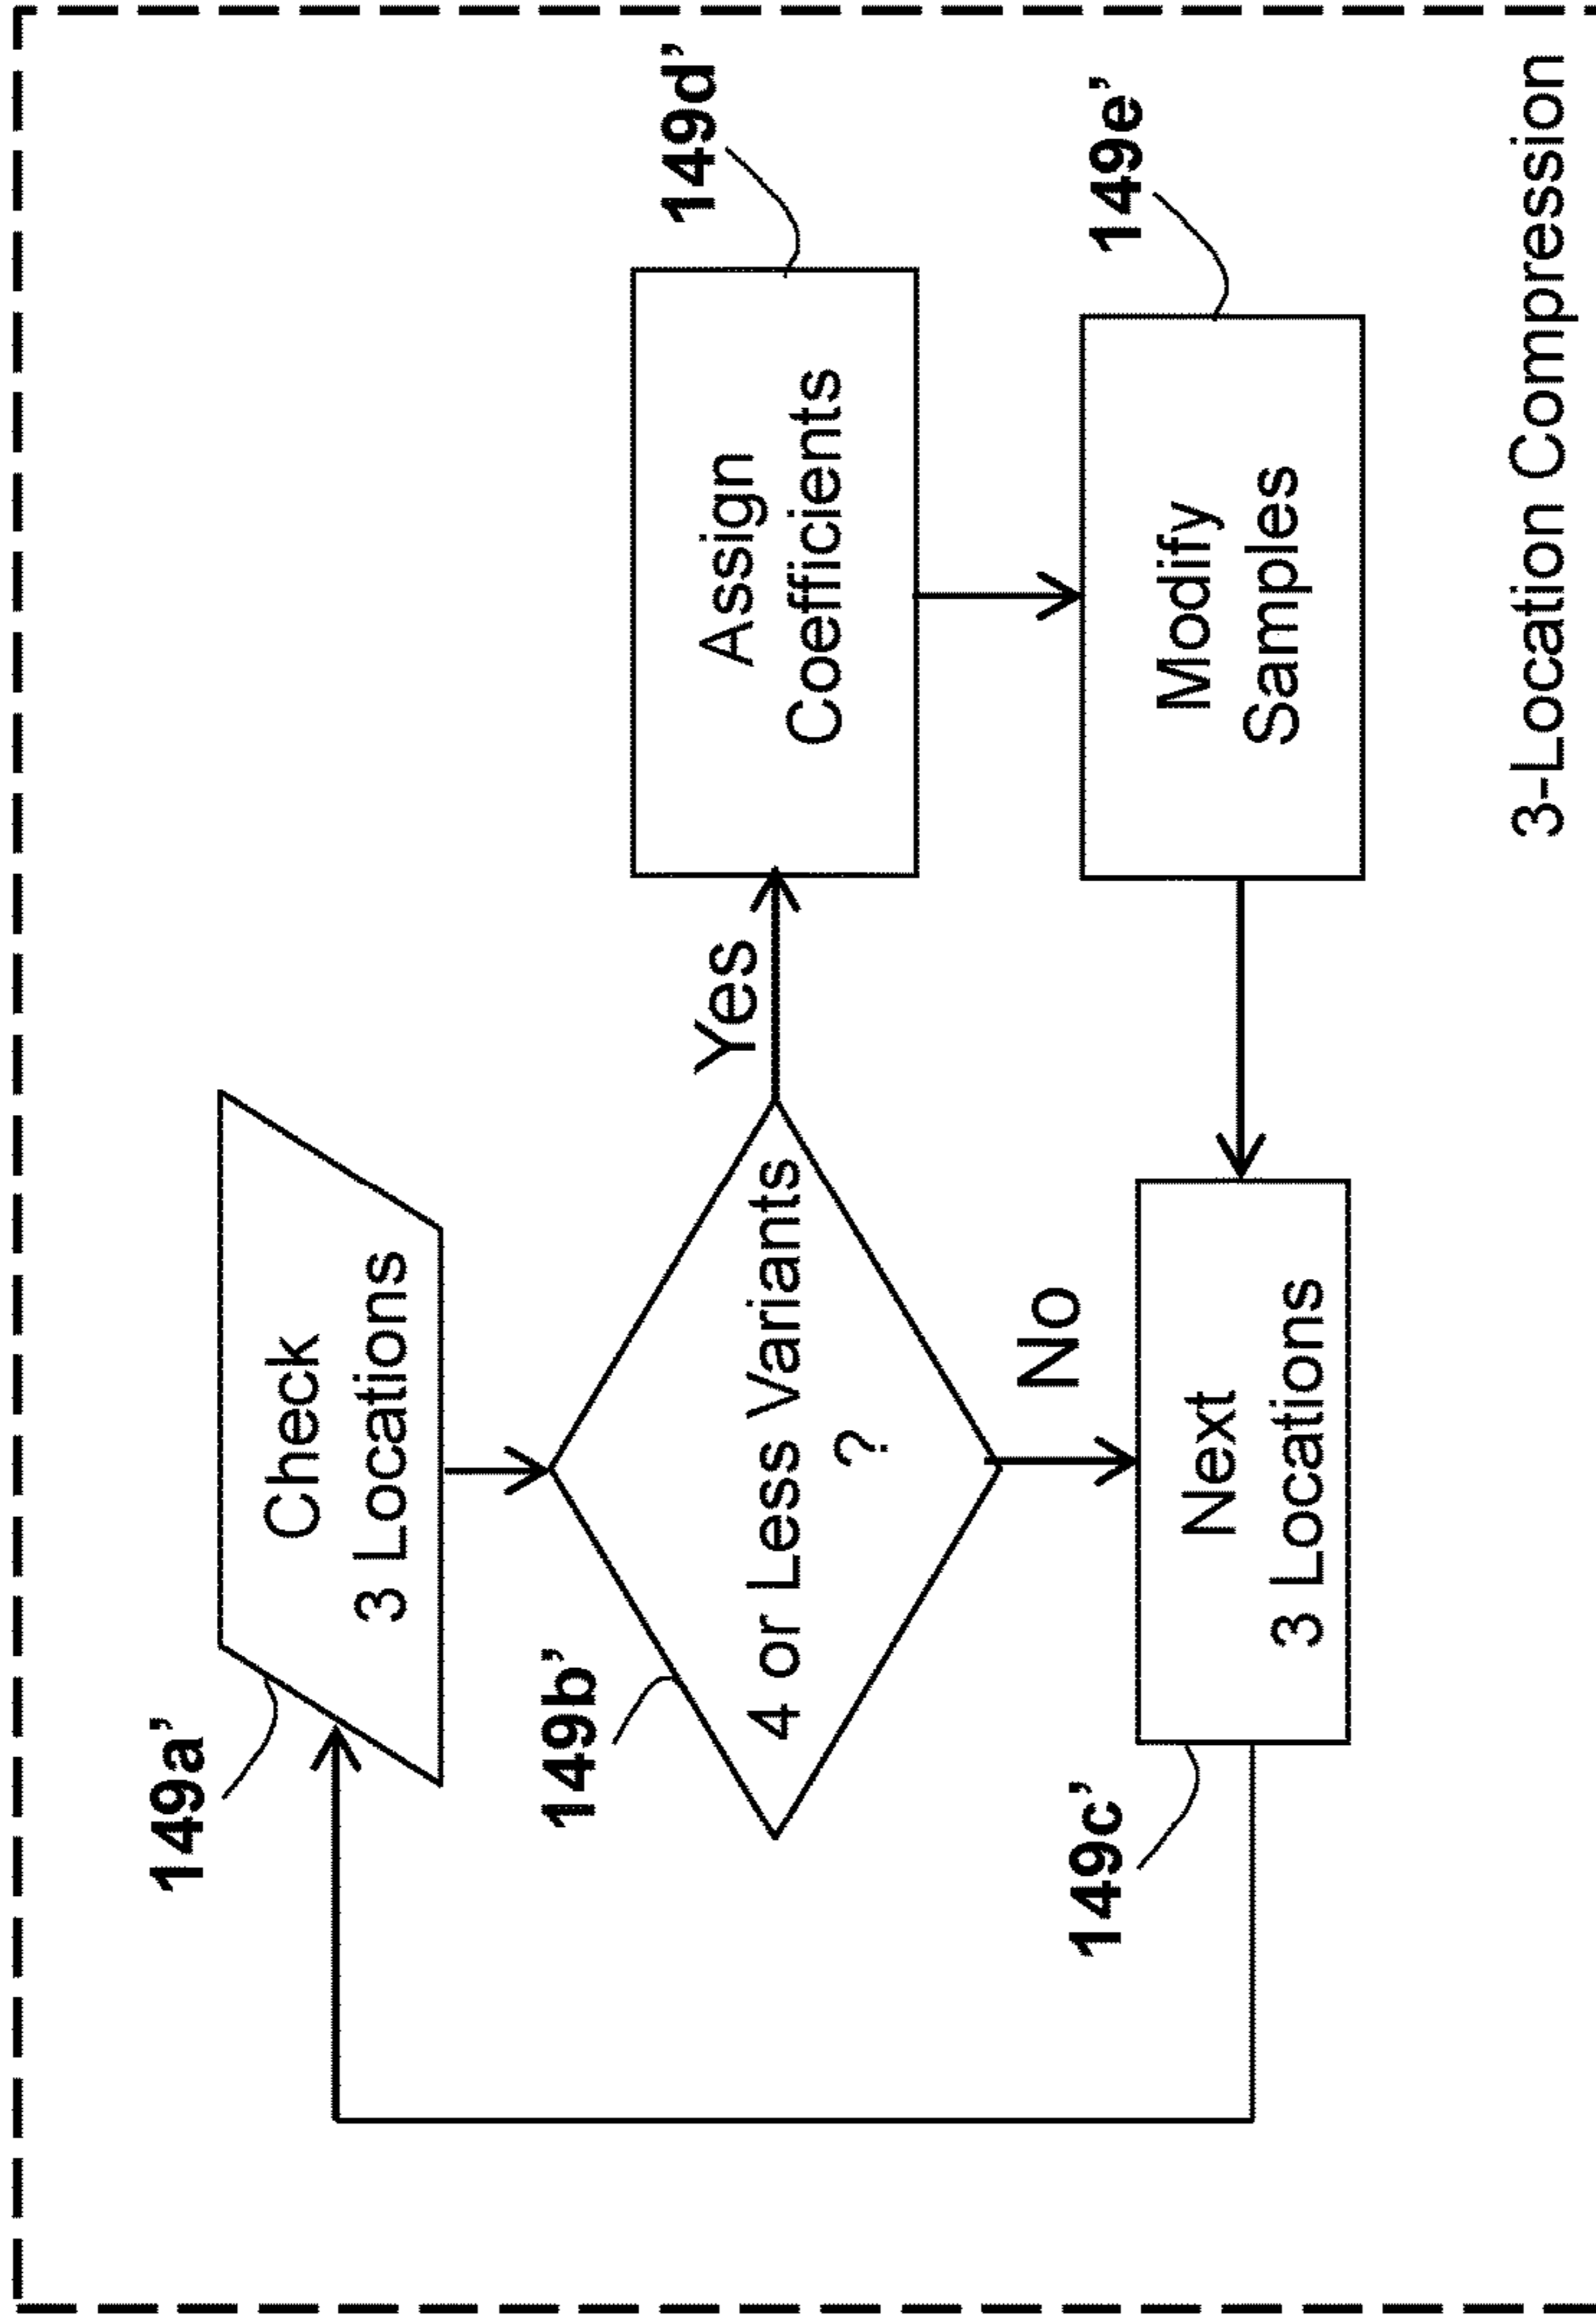 149a’
Check
3 Locations
149b’
4 or Less Variants
?
Yes
149d’
Assign
Coefficients
No
149c’
Next
3 Locations
149e’
Modify
Samples
3-Location Compression